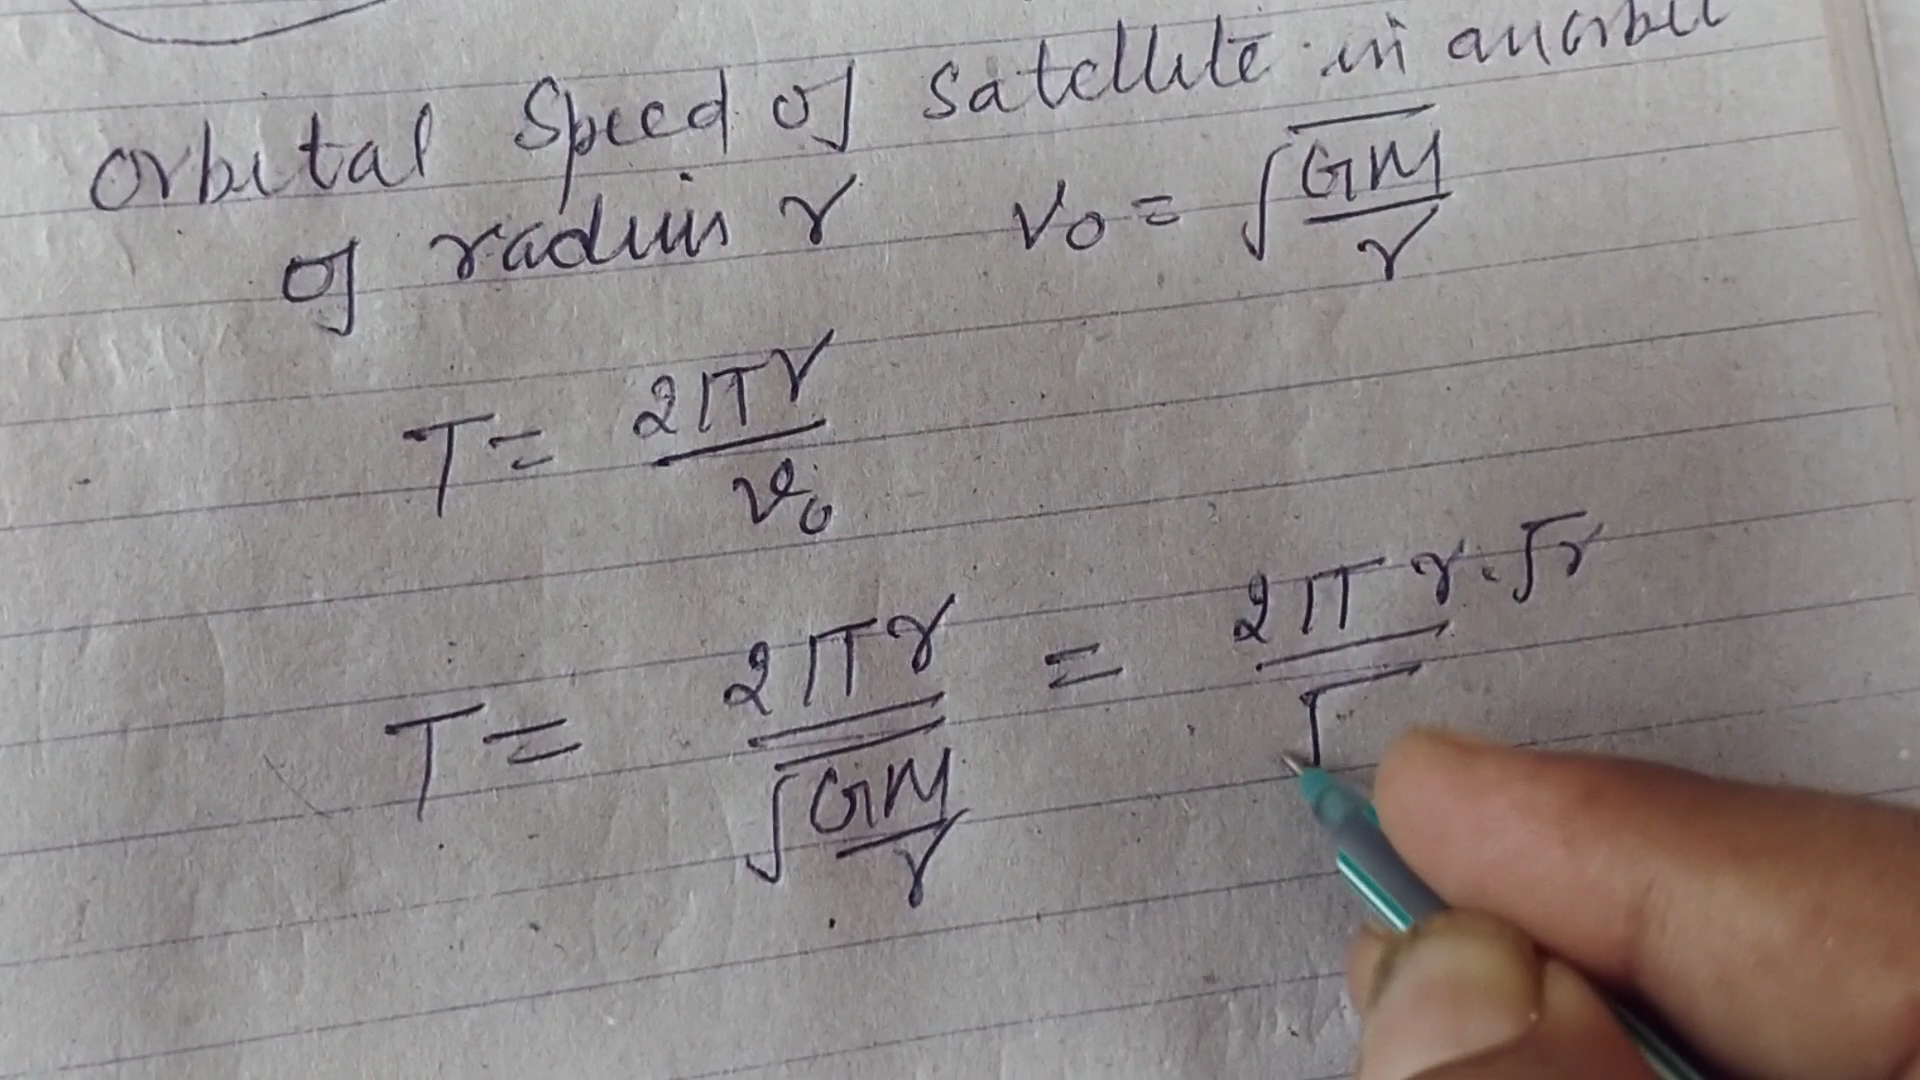 Orbital Speed of Satellite in an orbit
of radius r v₀ = √(GM/r)
T = 2πr/v₀
T = 2πr/√(GM/r) = 2πr.√r/√